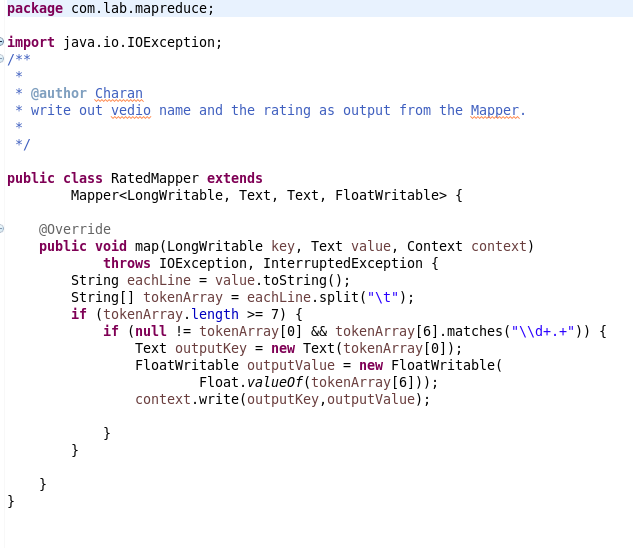 package com.lab.mapreduce;
import java.io.IOException;
/**
 *
 * @author Charan
 * write out vedio name and the rating as output from the Mapper.
 *
 */
public class RatedMapper extends
        Mapper<LongWritable, Text, Text, FloatWritable> {
    @Override
    public void map(LongWritable key, Text value, Context context)
            throws IOException, InterruptedException {
        String eachLine = value.toString();
        String[] tokenArray = eachLine.split("\t");
        if (tokenArray.length >= 7) {
            if (null != tokenArray[0] && tokenArray[6].matches("\\d+.+")) {
                Text outputKey = new Text(tokenArray[0]);
                FloatWritable outputValue = new FloatWritable(
                        Float.valueOf(tokenArray[6]));
                context.write(outputKey,outputValue);
            }
        }
    }
}